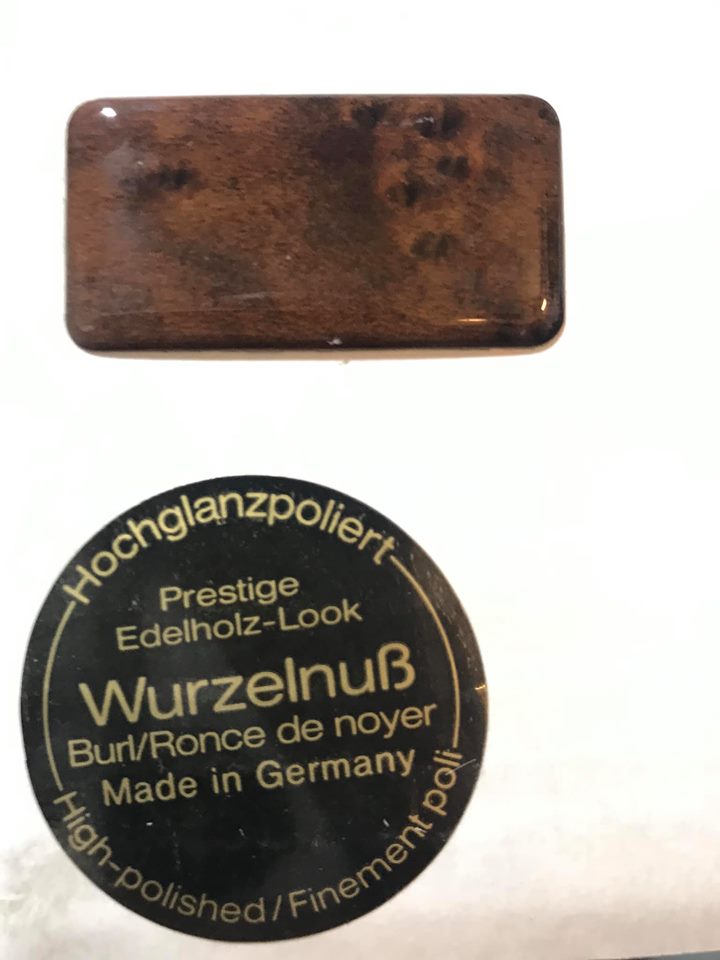 Hochglanzpoliert
Prestige
Edelholz-Look
Wurzelnuß
Burl/Ronce de noyer
Made in Germany
High-polished/Finement poli